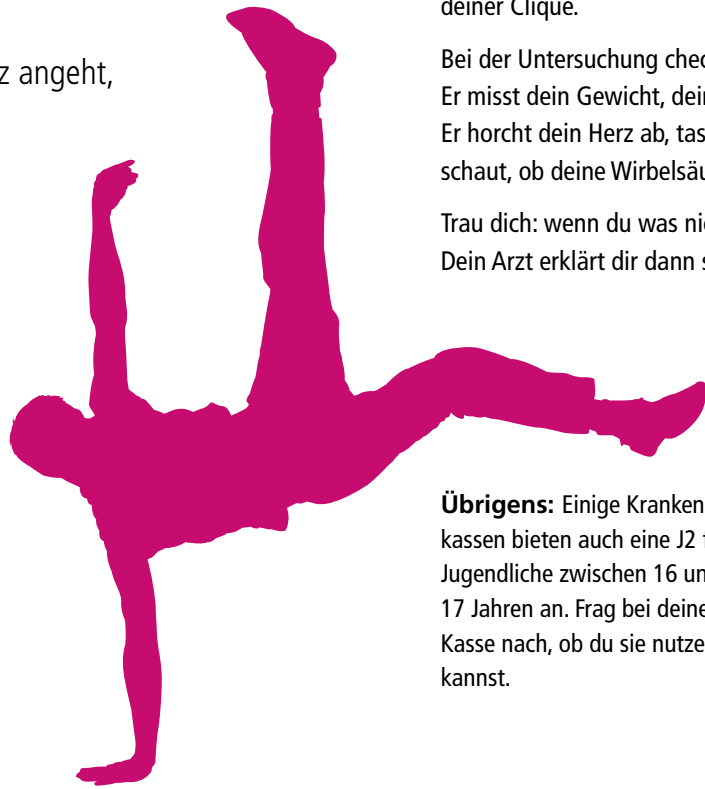 z angeht,
deiner Clique.
Bei der Untersuchung chec
Er misst dein Gewicht, dei
Er horcht dein Herz ab, tas
schaut, ob deine Wirbelsäu
Trau dich: wenn du was ni
Dein Arzt erklärt dir dann s
Übrigens: Einige Kranken
kassen bieten auch eine J2
Jugendliche zwischen 16 un
17 Jahren an. Frag bei deine
Kasse nach, ob du sie nutze
kannst.